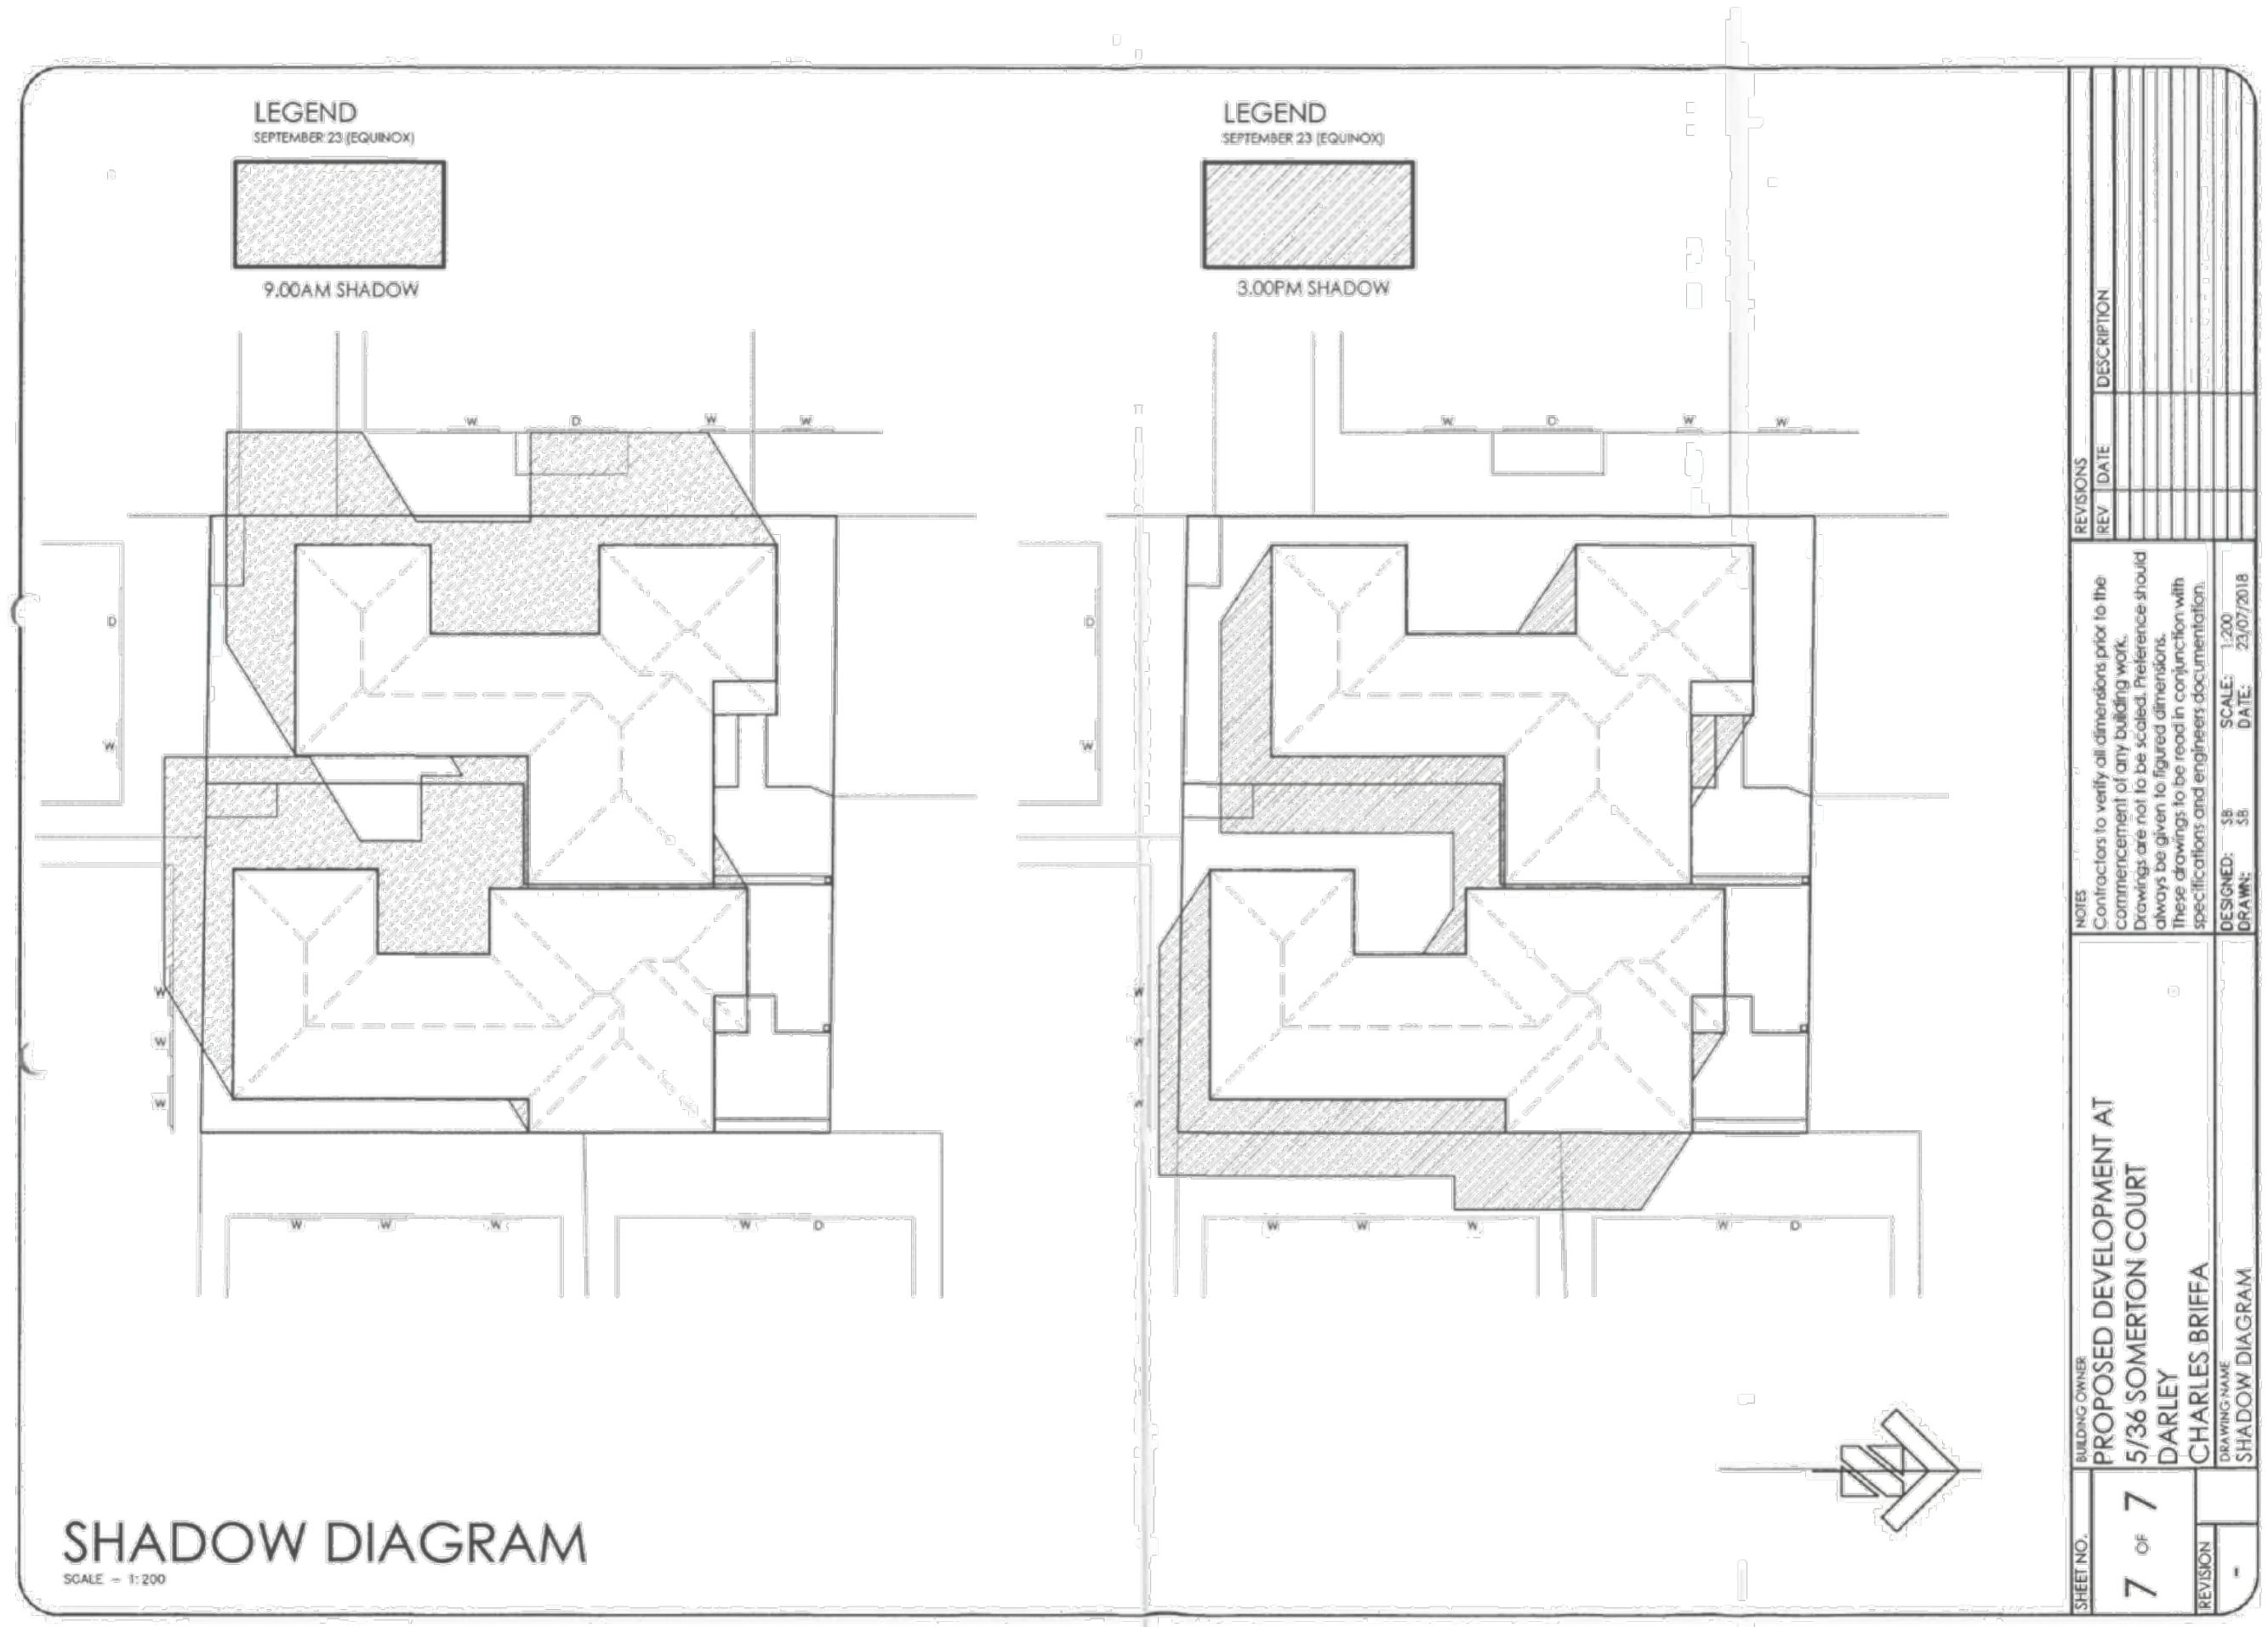 LEGEND
SEPTEMBER 23 (EQUINOX)
9.00AM SHADOW
LEGEND
SEPTEMBER 23 (EQUINOX)
3.00PM SHADOW
W
D
W
W
D
W
W
W
W
W
W
W
W
D
W
D
W
W
D
W
W
W
W
W
W
W
W
D
SHADOW DIAGRAM
SCALE - 1:200
N
REVISIONS
REV DATE DESCRIPTION
NOTES
Contractors to verify all dimensions prior to the
commencement of any building work.
Drawings are not to be scaled. Preference should
always be given to figured dimensions.
These drawings to be read in conjunction with
specifications and engineers documentation.
DESIGNED: SB SCALE: 1:200
DRAWN: SB DATE: 23/07/2018
BUILDING OWNER
PROPOSED DEVELOPMENT AT
5/36 SOMERTON COURT
DARLEY
CHARLES BRIFFA
DRAWING NAME
SHADOW DIAGRAM
SHEET NO.
7 OF 7
REVISION
-